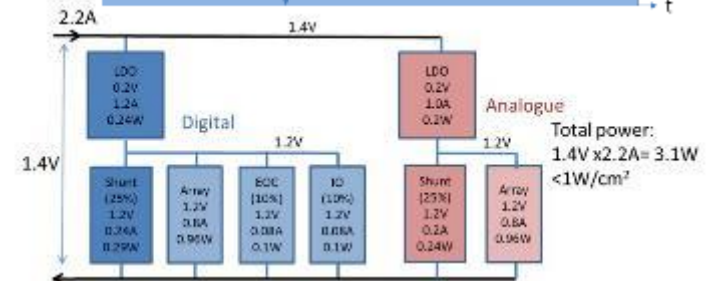 t
2.2A
1.4V
LDO
0.2V
1.2A
0.24W
LDO
0.2V
1.0A
0.2W
Digital
Analogue
1.2V
1.2V
Total power:
1.4V x2.2A= 3.1W
<1W/cm²
1.4V
Shunt
(25%)
1.2V
0.24A
0.29W
Array
1.2V
0.8A
0.96W
EOC
(10%)
1.2V
0.08A
0.1W
IO
(10%)
1.2V
0.08A
0.1W
Shunt
(25%)
1.2V
0.2A
0.24W
Array
1.2V
0.8A
0.96W